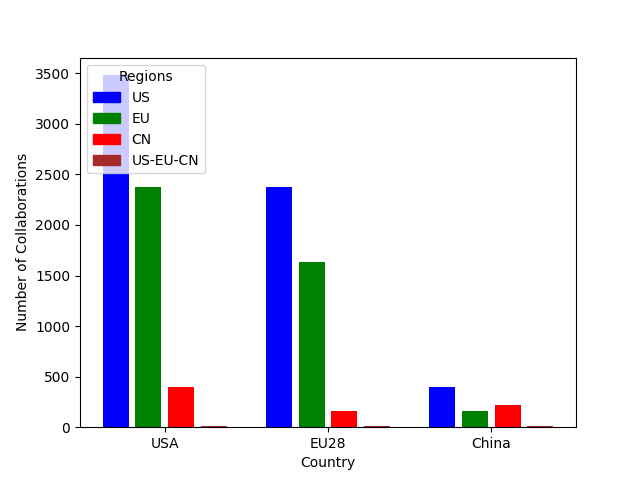 Regions
US
EU
CN
US-EU-CN
3500
3000
2500
2000
1500
1000
500
0
Number of Collaborations
USA EU28 China
Country